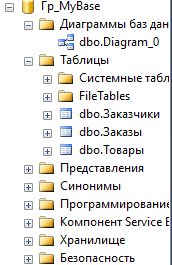 Гр_MyBase
Диаграммы баз дан
dbo.Diagram_0
Таблицы
Системные табл
FileTables
dbo.Заказчики
dbo.Заказы
dbo.Товары
Представления
Синонимы
Программирование
Компонент Service B
Хранилище
Безопасность